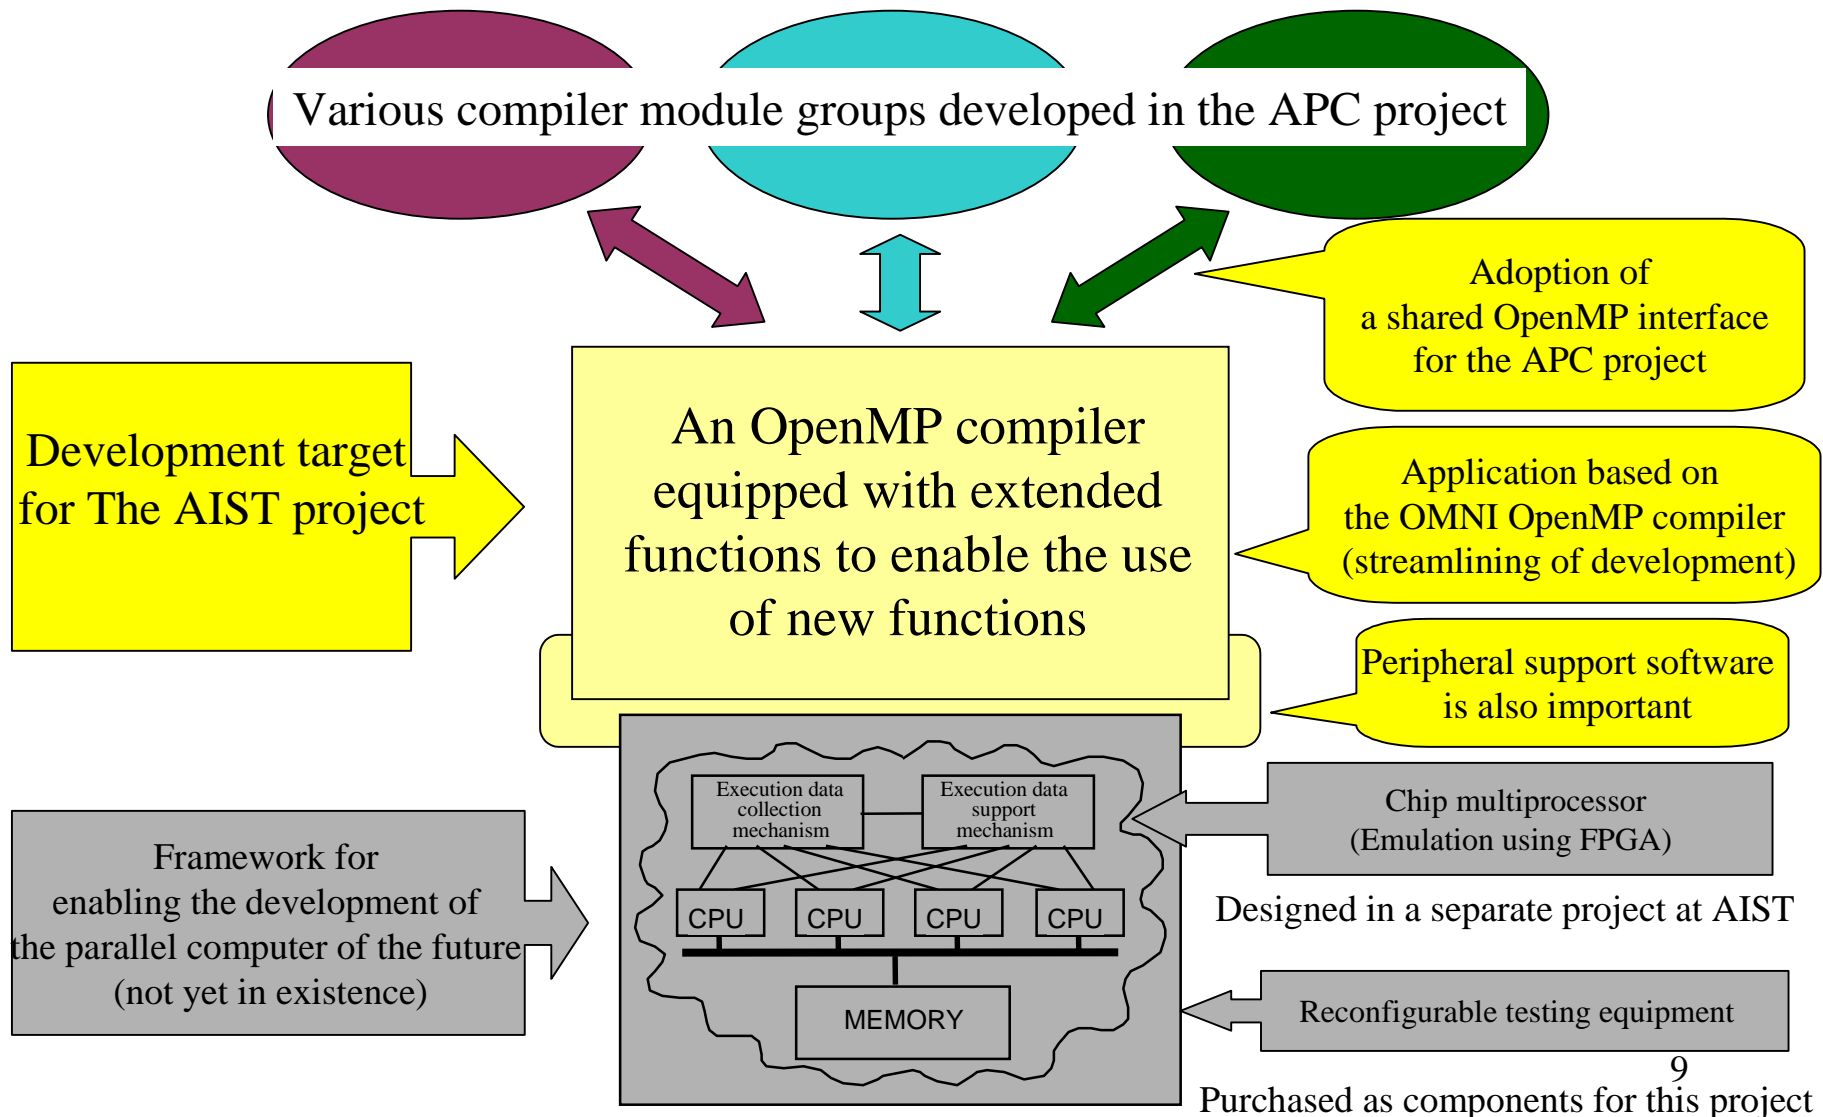 Various compiler module groups developed in the APC project
Adoption of
a shared OpenMP interface
for the APC project
Development target
for The AIST project
An OpenMP compiler
equipped with extended
functions to enable the use
of new functions
Application based on
the OMNI OpenMP compiler
(streamlining of development)
Peripheral support software
is also important
Execution data
collection
mechanism
Execution data
support
mechanism
CPU
CPU
CPU
CPU
MEMORY
Framework for
enabling the development of
the parallel computer of the future
(not yet in existence)
Chip multiprocessor
(Emulation using FPGA)
Designed in a separate project at AIST
Reconfigurable testing equipment
9
Purchased as components for this project